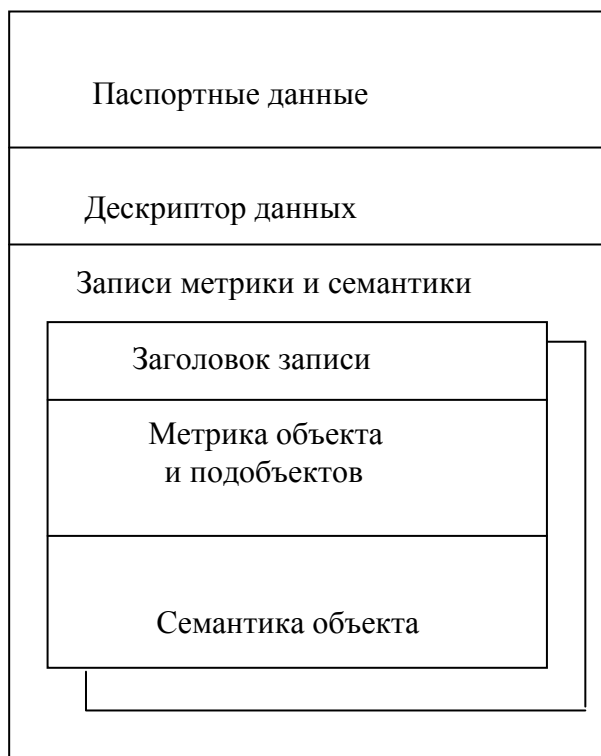 Паспортные данные
Дескриптор данных
Записи метрики и семантики
Заголовок записи
Метрика объекта
и подобъектов
Семантика объекта